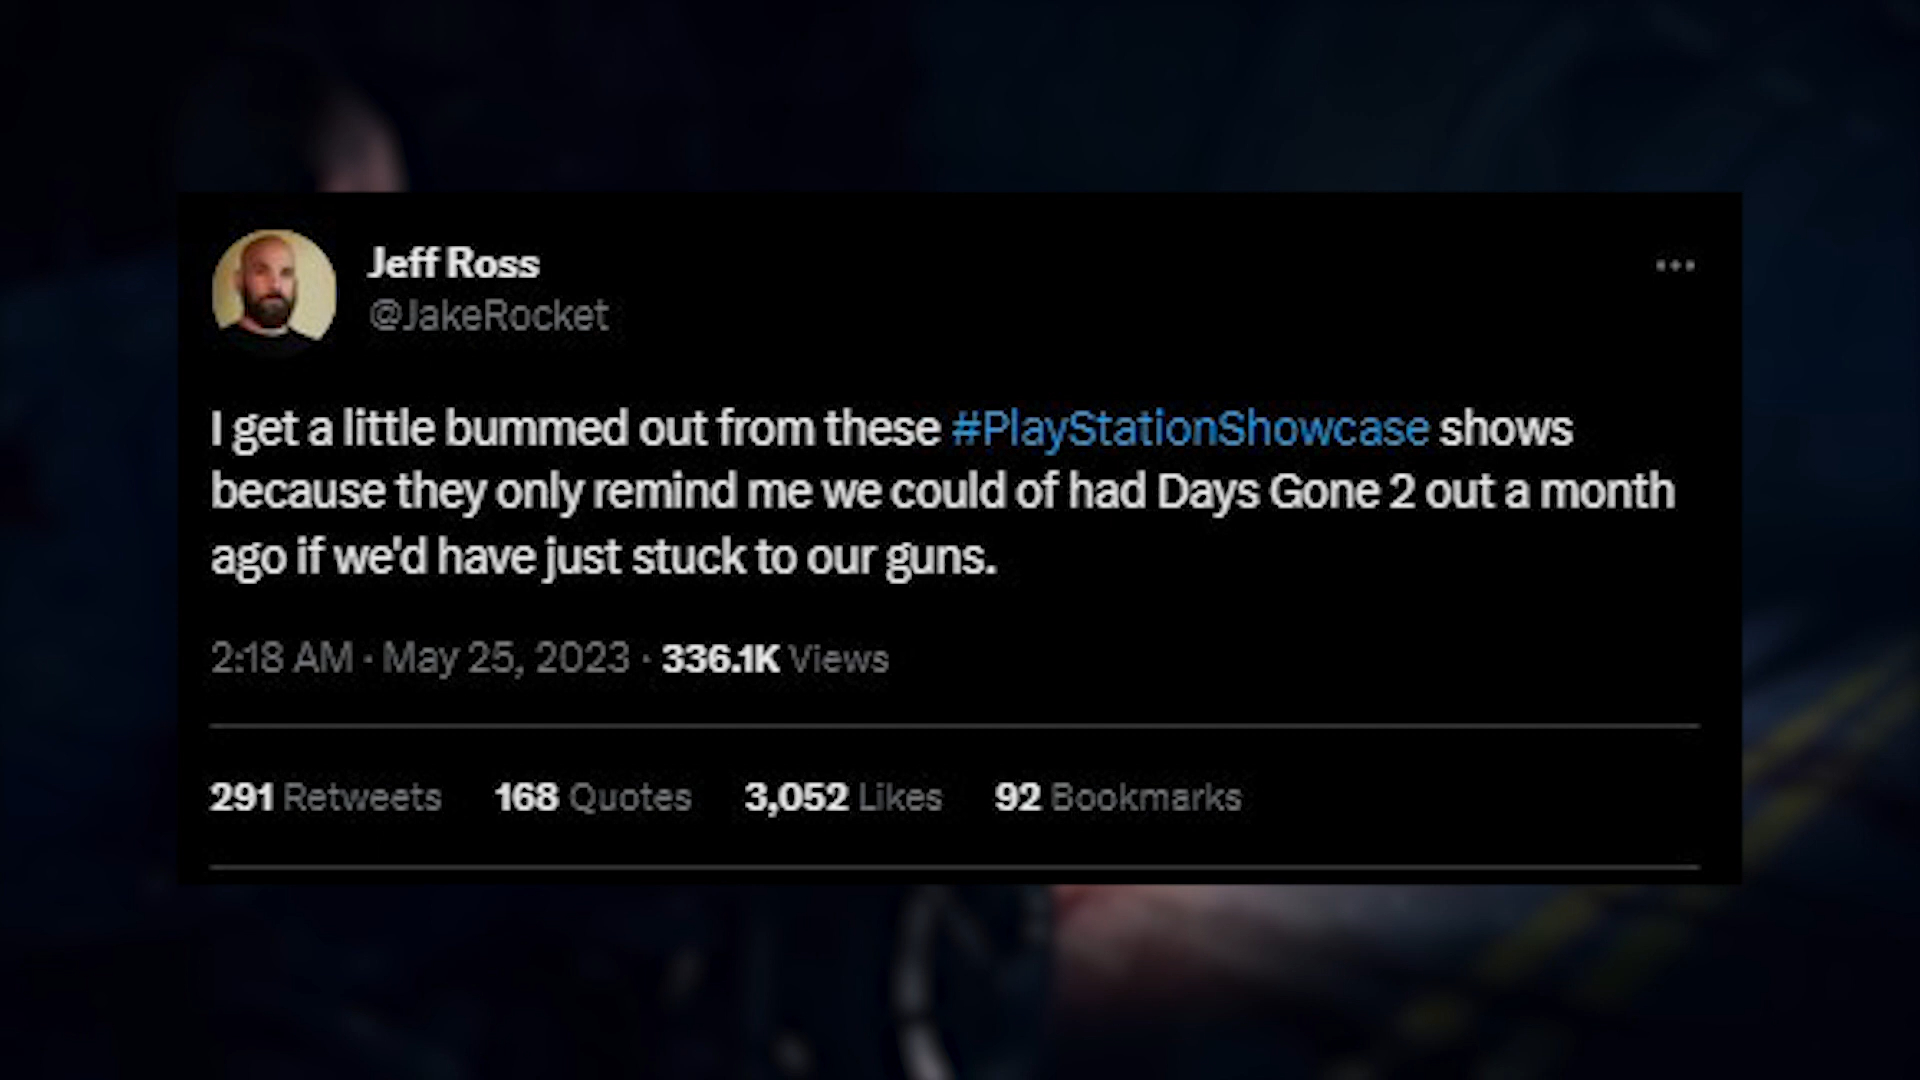 Jeff Ross
@JakeRocket
I get a little bummed out from these #PlayStationShowcase shows
because they only remind me we could of had Days Gone 2 out a month
ago if we'd have just stuck to our guns.
2:18 AM · May 25, 2023 · 336.1K Views
291 Retweets 168 Quotes 3,052 Likes 92 Bookmarks